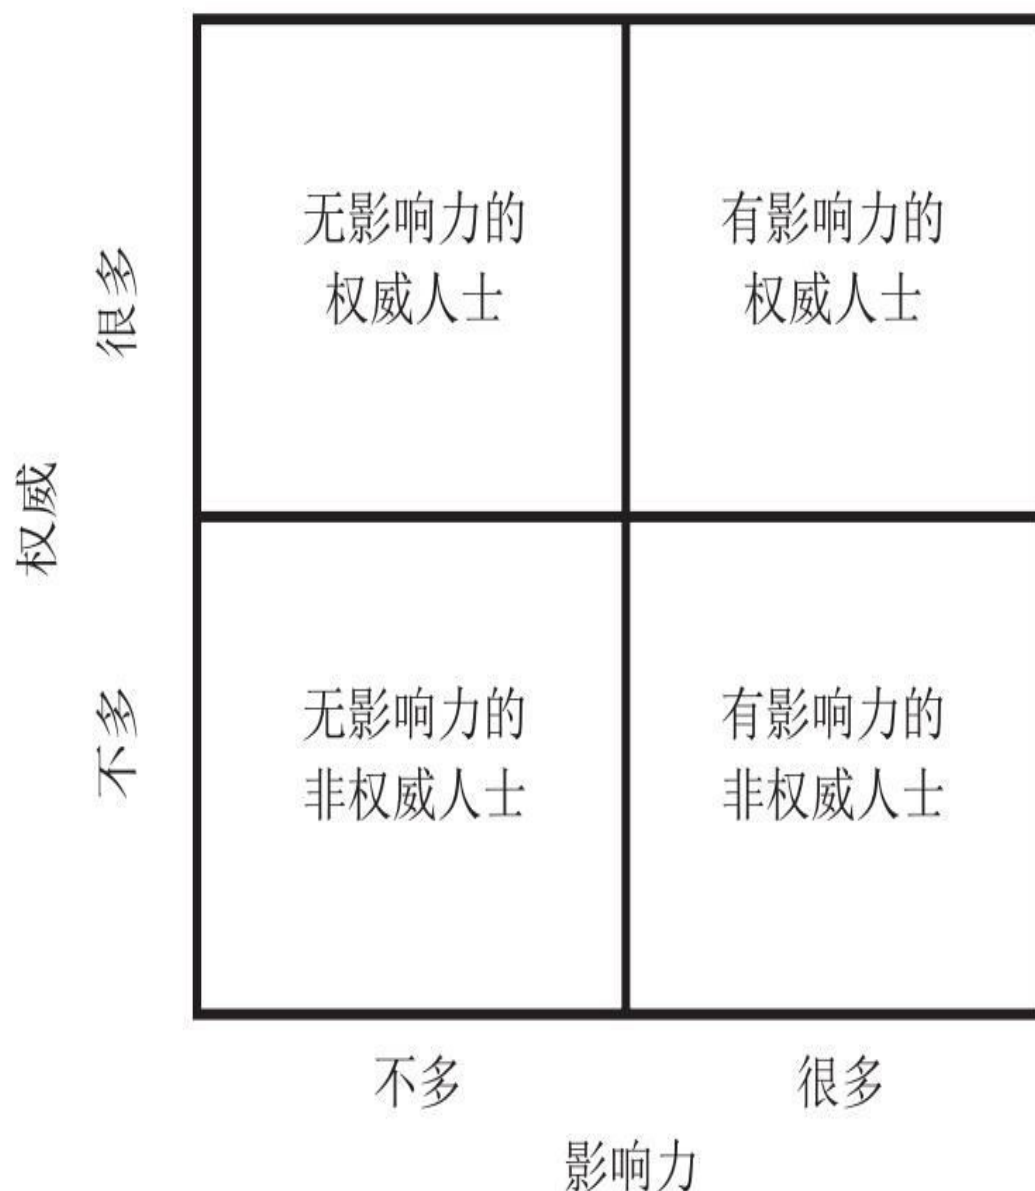 很多
无影响力的
权威人士
有影响力的
权威人士
权威
不多
无影响力的
非权威人士
有影响力的
非权威人士
不多
很多
影响力